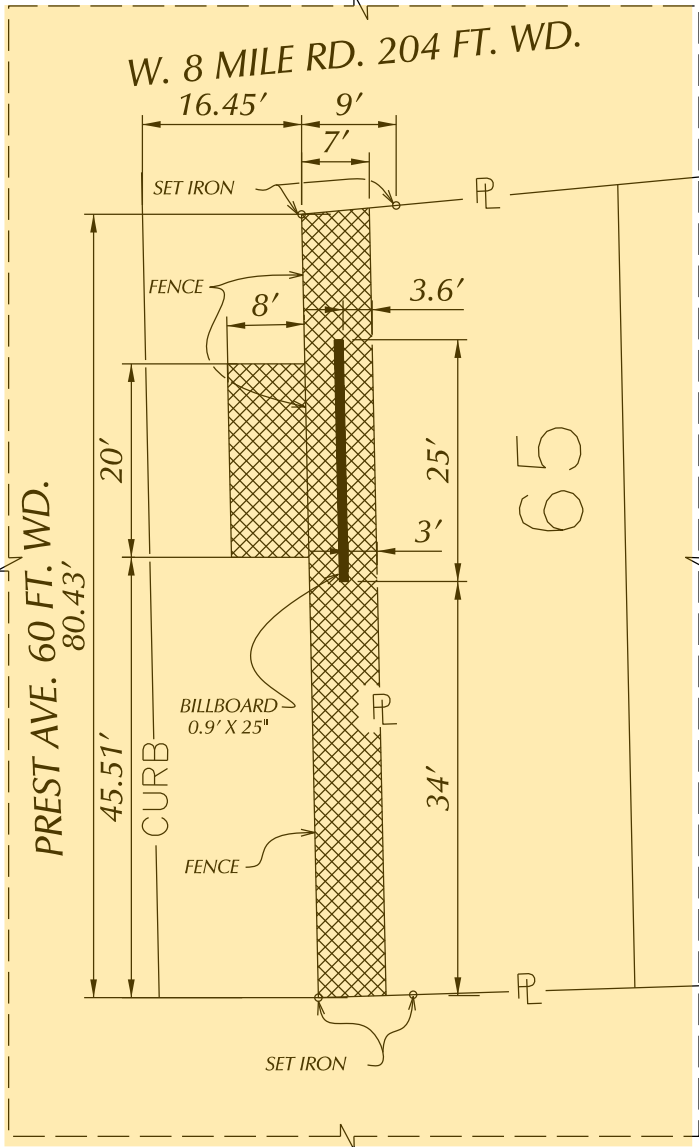 W. 8 MILE RD. 204 FT. WD.
16.45'
9'
7'
SET IRON
PL
FENCE
8'
3.6'
20'
25'
65
3'
PREST AVE. 60 FT. WD.
80.43'
BILLBOARD
0.9' X 25"
PL
45.51'
CURB
34'
FENCE
PL
SET IRON